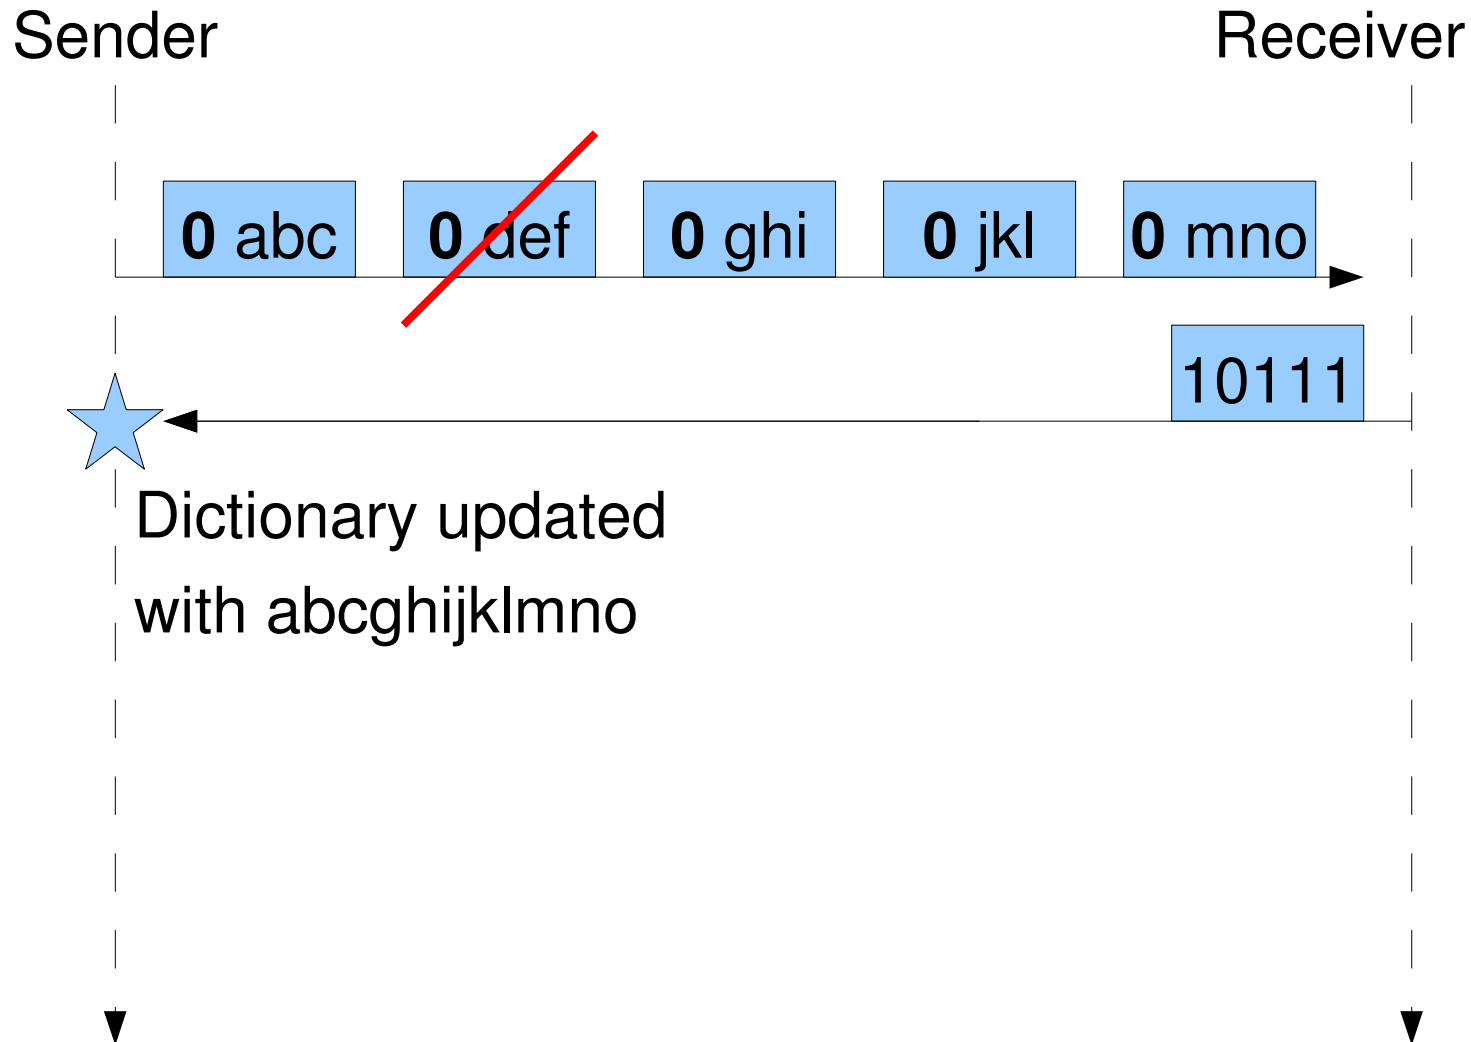 Sender Receiver
0 abc 0 def 0 ghi 0 jkl 0 mno
10111
Dictionary updated
with abcghijklmno